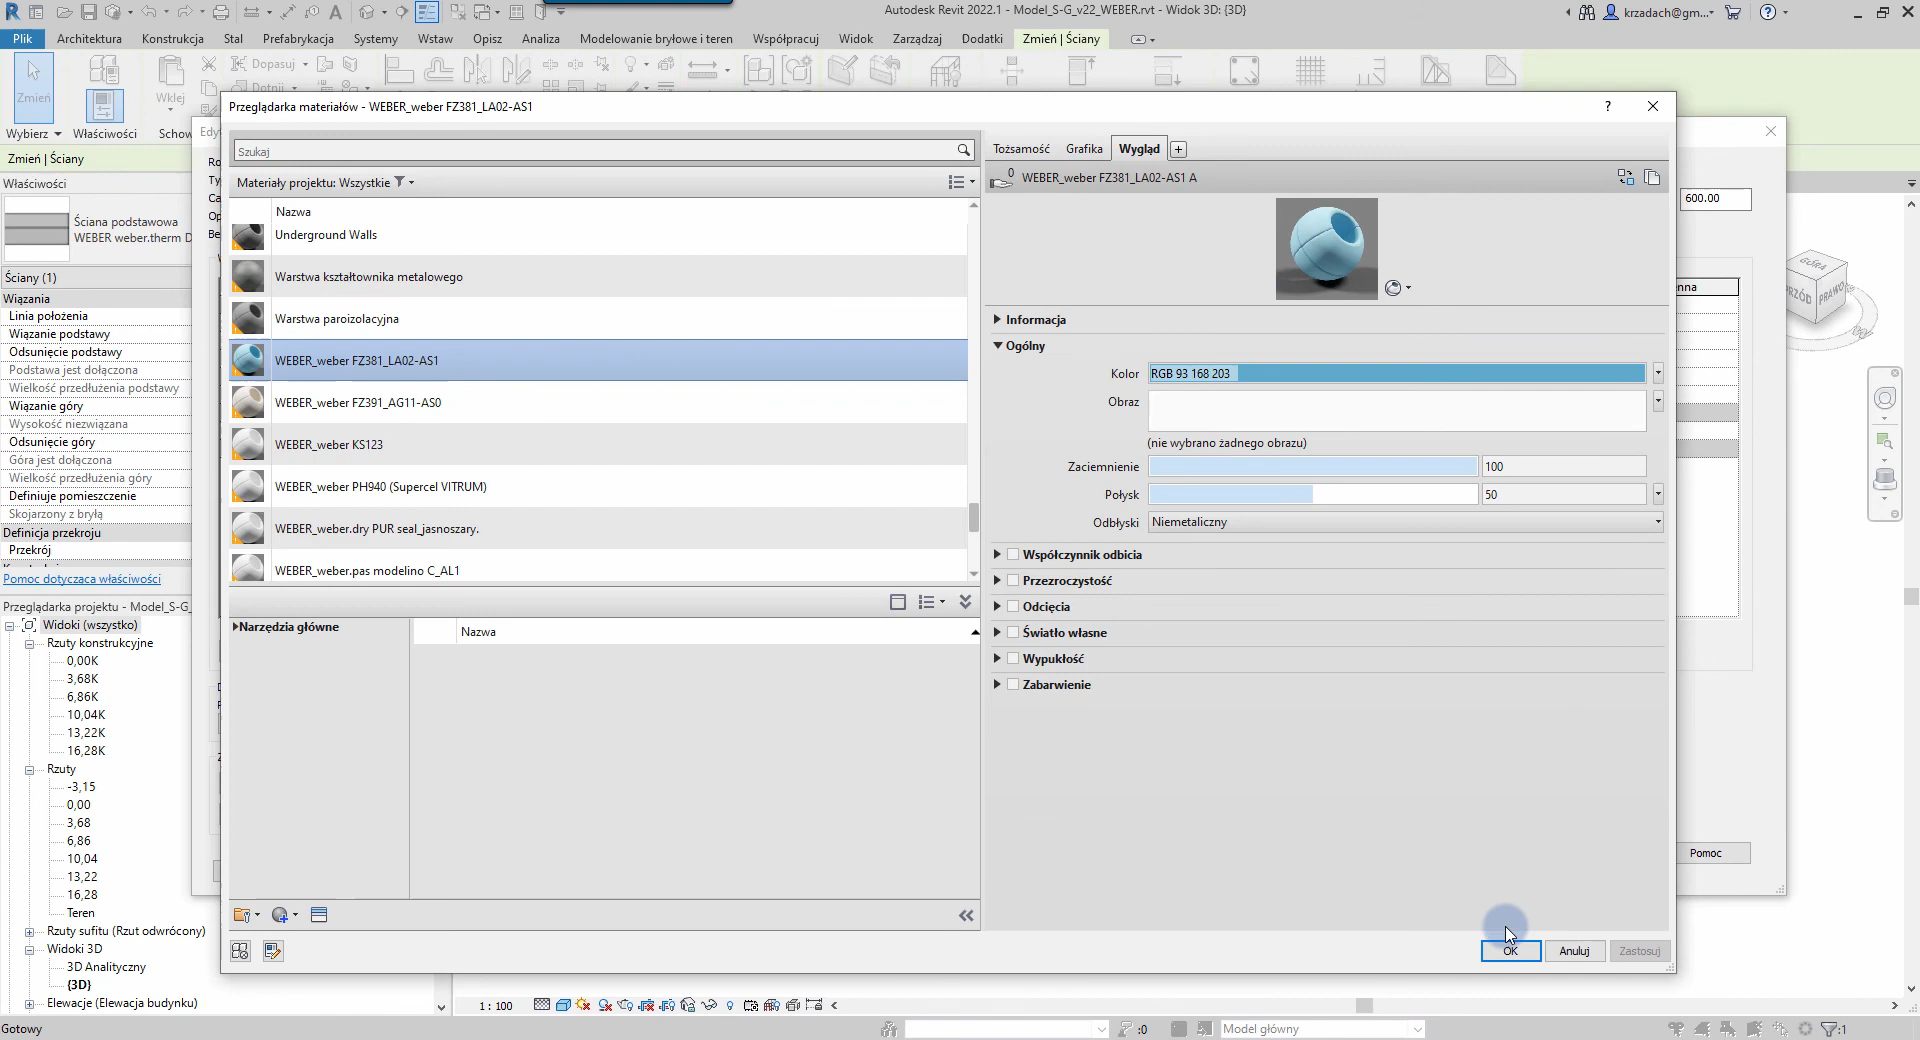 Autodesk Revit 2022.1 - Model_S-G_v22_WEBER.rvt - Widok 3D: {3D}
krzadach@gm...
Plik Architektura Konstrukcja Stal Prefabrykacja Systemy Wstaw Opisz Analiza Modelowanie bryłowe i teren Współpracuj Widok Zarządzaj Dodatki Zmień | Ściany
Dopasuj
Dotnij
Zmień
Wklej
Wybierz Właściwości Schow
Zmień | Ściany
Właściwości
Ściana podstawowa
WEBER weber.therm D
Ściany (1)
Wiązania
Linia położenia
Wiązanie podstawy
Odsunięcie podstawy
Podstawa jest dołączona
Wielkość przedłużenia podstawy
Wiązanie góry
Wysokość niezwiązana
Odsunięcie góry
Góra jest dołączona
Wielkość przedłużenia góry
Definiuje pomieszczenie
Skojarzony z bryłą
Definicja przekroju
Przekrój
Pomoc dotycząca właściwości
Przeglądarka projektu - Model_S-G_
Widoki (wszystko)
Rzuty konstrukcyjne
0,00K
3,68K
6,86K
10,04K
13,22K
16,28K
Rzuty
-3,15
0,00
3,68
6,86
10,04
13,22
16,28
Teren
Rzuty sufitu (Rzut odwrócony)
Widoki 3D
3D Analityczny
{3D}
Elewacje (Elewacja budynku)
Przeglądarka materiałów - WEBER_weber FZ381_LA02-AS1
?
Szukaj
Materiały projektu: Wszystkie
Nazwa
Underground Walls
Warstwa kształtownika metalowego
Warstwa paroizolacyjna
WEBER_weber FZ381_LA02-AS1
WEBER_weber FZ391_AG11-AS0
WEBER_weber KS123
WEBER_weber PH940 (Supercel VITRUM)
WEBER_weber.dry PUR seal_jasnoszary.
WEBER_weber.pas modelino C_AL1
Narzędzia główne
Nazwa
Tożsamość Grafika Wygląd
0
WEBER_weber FZ381_LA02-AS1 A
Informacja
Ogólny
Kolor RGB 93 168 203
Obraz
(nie wybrano żadnego obrazu)
Zaciemnienie 100
Połysk 50
Odbłyski Niemetaliczny
Współczynnik odbicia
Przezroczystość
Odcięcia
Światło własne
Wypukłość
Zabarwienie
OK Anuluj Zastosuj
600.00
nna
Pomoc
GÓRA
PRZÓD PRAWO
1 : 100
Gotowy
:0
Model główny
:1